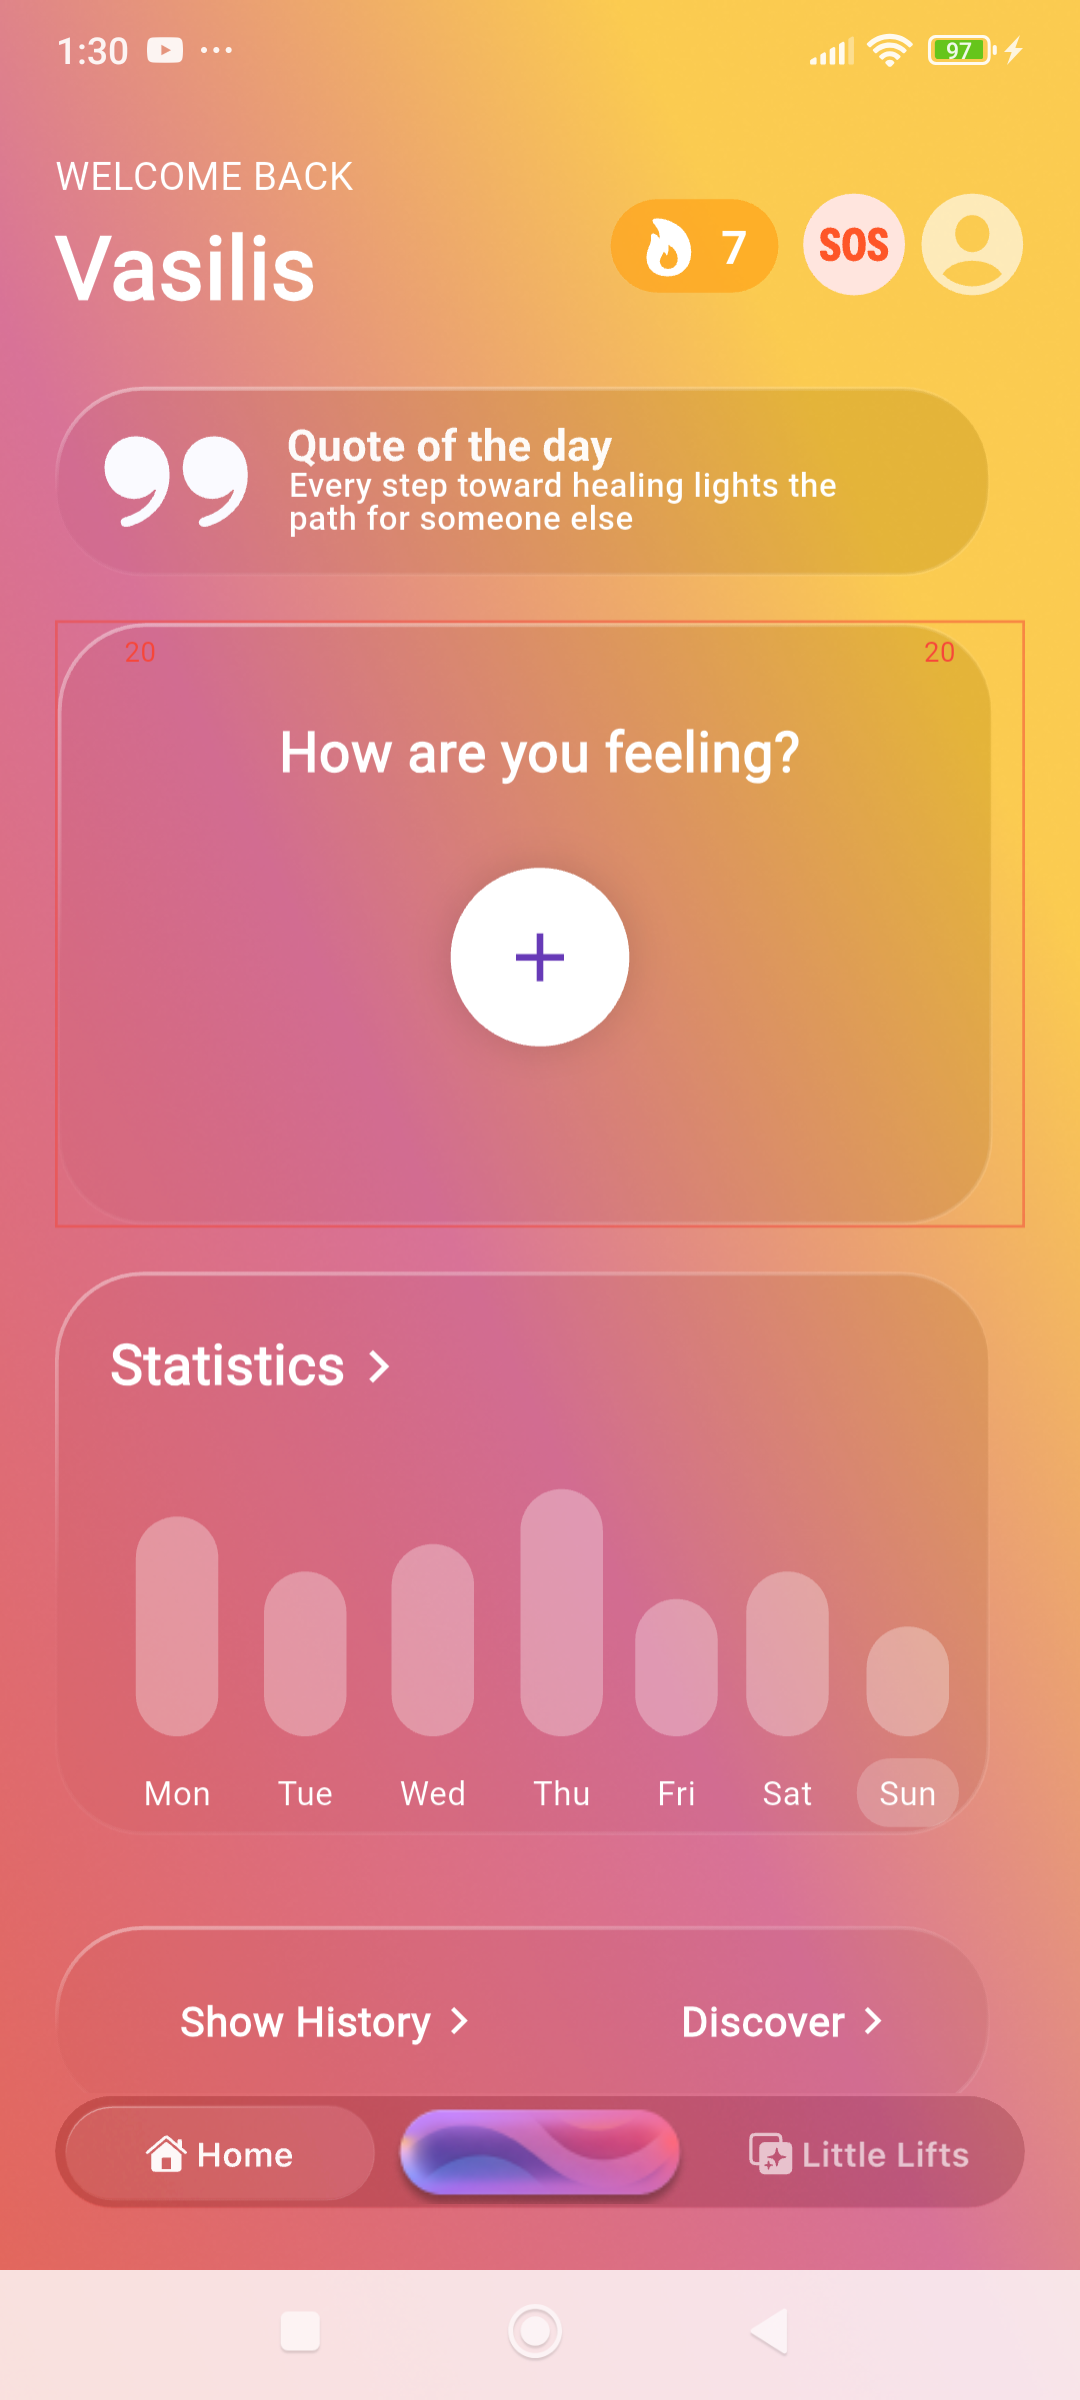 1:30
97
WELCOME BACK
Vasilis
7
SOS
Quote of the day
Every step toward healing lights the
path for someone else
20 20
How are you feeling?
Statistics
Mon Tue Wed Thu Fri Sat Sun
Show History Discover
Home Little Lifts